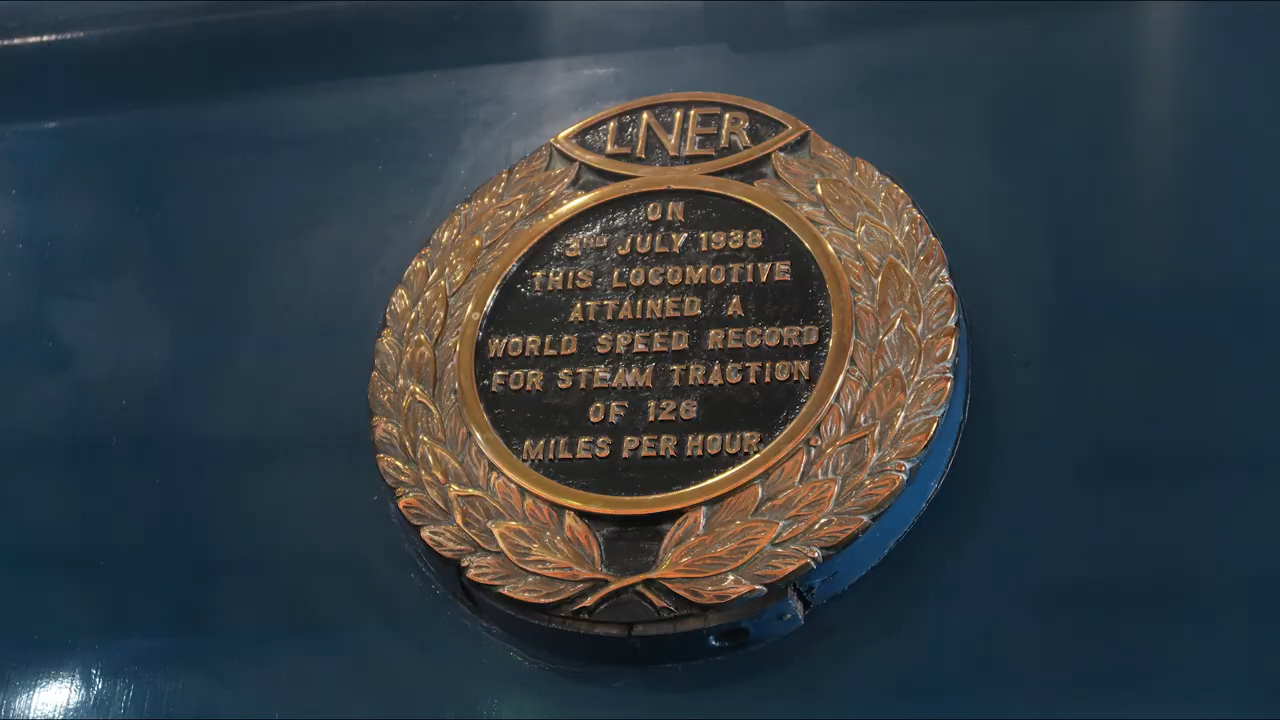 LNER
ON
3RD JULY 1938
THIS LOCOMOTIVE
ATTAINED A
WORLD SPEED RECORD
FOR STEAM TRACTION
OF 126
MILES PER HOUR